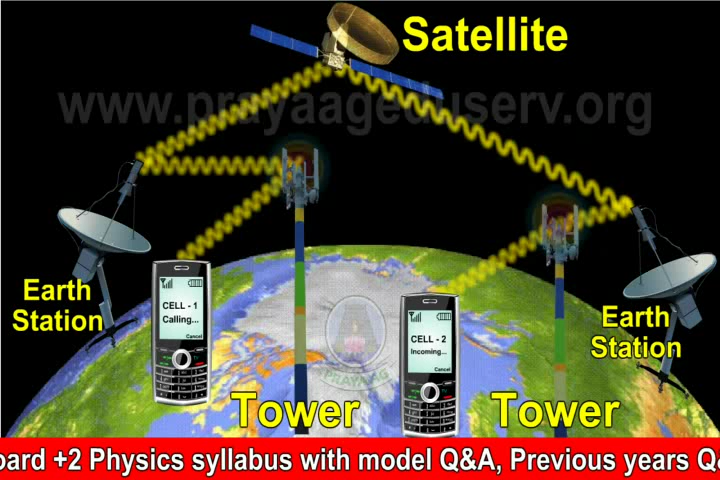 Satellite
www.prayaageduserv.org
Earth
Station
CELL - 1
Calling...
Cancel
CELL - 2
Incoming...
Cancel
Earth
Station
PRAYAAG
Tower
Tower
oard +2 Physics syllabus with model Q&A, Previous years Q&